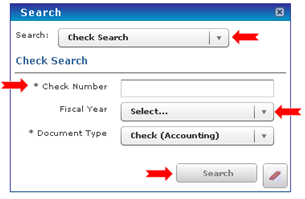 Search
Search: Check Search
Check Search
* Check Number
Fiscal Year Select...
* Document Type Check (Accounting)
Search